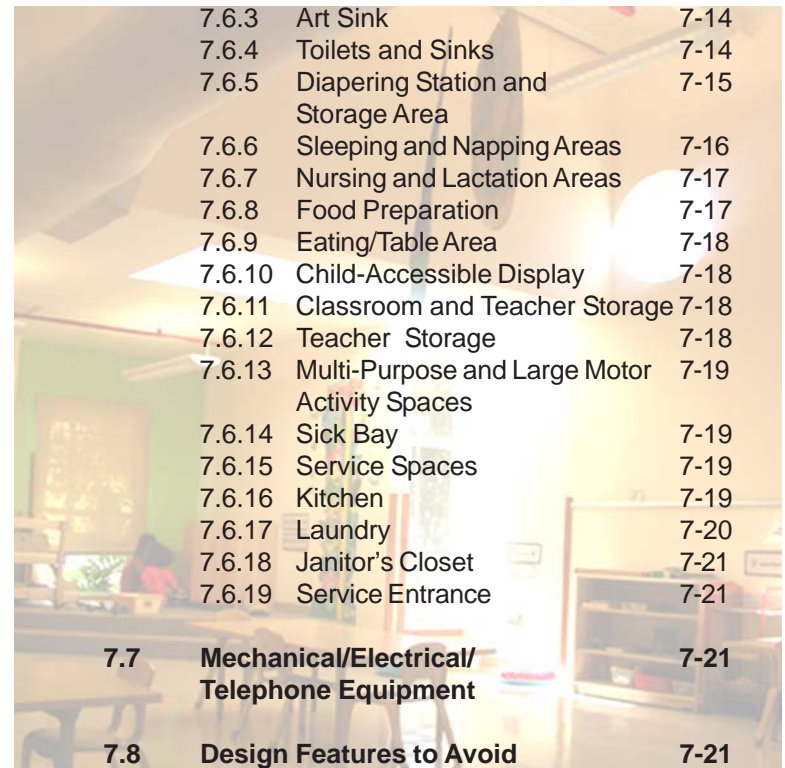 7.6.3 Art Sink 7-14
7.6.4 Toilets and Sinks 7-14
7.6.5 Diapering Station and 7-15
Storage Area
7.6.6 Sleeping and Napping Areas 7-16
7.6.7 Nursing and Lactation Areas 7-17
7.6.8 Food Preparation 7-17
7.6.9 Eating/Table Area 7-18
7.6.10 Child-Accessible Display 7-18
7.6.11 Classroom and Teacher Storage 7-18
7.6.12 Teacher Storage 7-18
7.6.13 Multi-Purpose and Large Motor 7-19
Activity Spaces
7.6.14 Sick Bay 7-19
7.6.15 Service Spaces 7-19
7.6.16 Kitchen 7-19
7.6.17 Laundry 7-20
7.6.18 Janitor’s Closet 7-21
7.6.19 Service Entrance 7-21
7.7 Mechanical/Electrical/ 7-21
Telephone Equipment
7.8 Design Features to Avoid 7-21